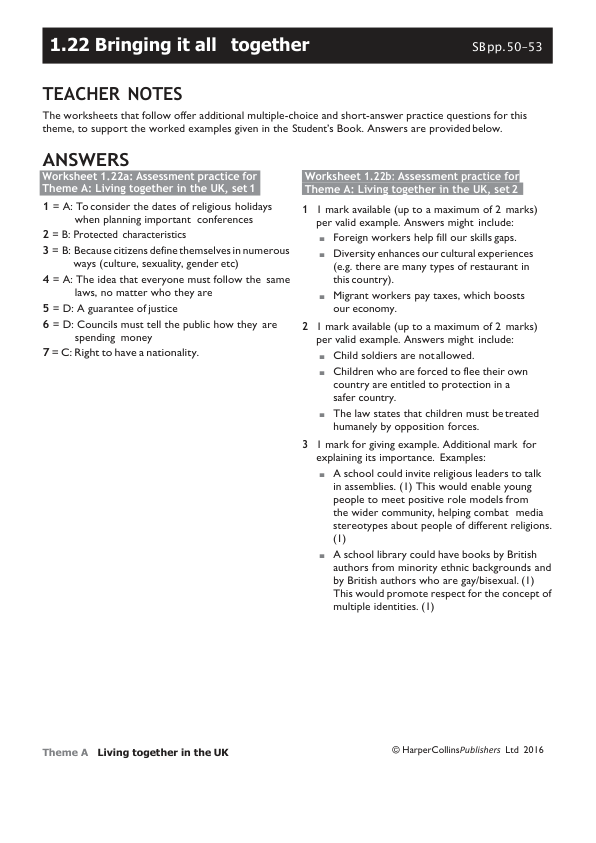 1.22 Bringing it all together
SB pp. 50–53
TEACHER NOTES
The worksheets that follow offer additional multiple-choice and short-answer practice questions for this
theme, to support the worked examples given in the Student's Book. Answers are provided below.
ANSWERS
Worksheet 1.22a: Assessment practice for
Theme A: Living together in the UK, set 1
1 = A: To consider the dates of religious holidays
when planning important conferences
2 = B: Protected characteristics
3 = B: Because citizens define themselves in numerous
ways (culture, sexuality, gender etc)
4 = A: The idea that everyone must follow the same
laws, no matter who they are
5 = D: A guarantee of justice
6 = D: Councils must tell the public how they are
spending money
7 = C: Right to have a nationality.
Worksheet 1.22b: Assessment practice for
Theme A: Living together in the UK, set 2
1 1 mark available (up to a maximum of 2 marks)
per valid example. Answers might include:
■ Foreign workers help fill our skills gaps.
■ Diversity enhances our cultural experiences
(e.g. there are many types of restaurant in
this country).
■ Migrant workers pay taxes, which boosts
our economy.
2 1 mark available (up to a maximum of 2 marks)
per valid example. Answers might include:
■ Child soldiers are not allowed.
■ Children who are forced to flee their own
country are entitled to protection in a
safer country.
■ The law states that children must be treated
humanely by opposition forces.
3 1 mark for giving example. Additional mark for
explaining its importance. Examples:
■ A school could invite religious leaders to talk
in assemblies. (1) This would enable young
people to meet positive role models from
the wider community, helping combat media
stereotypes about people of different religions.
(1)
■ A school library could have books by British
authors from minority ethnic backgrounds and
by British authors who are gay/bisexual. (1)
This would promote respect for the concept of
multiple identities. (1)
Theme A Living together in the UK
© HarperCollinsPublishers Ltd 2016